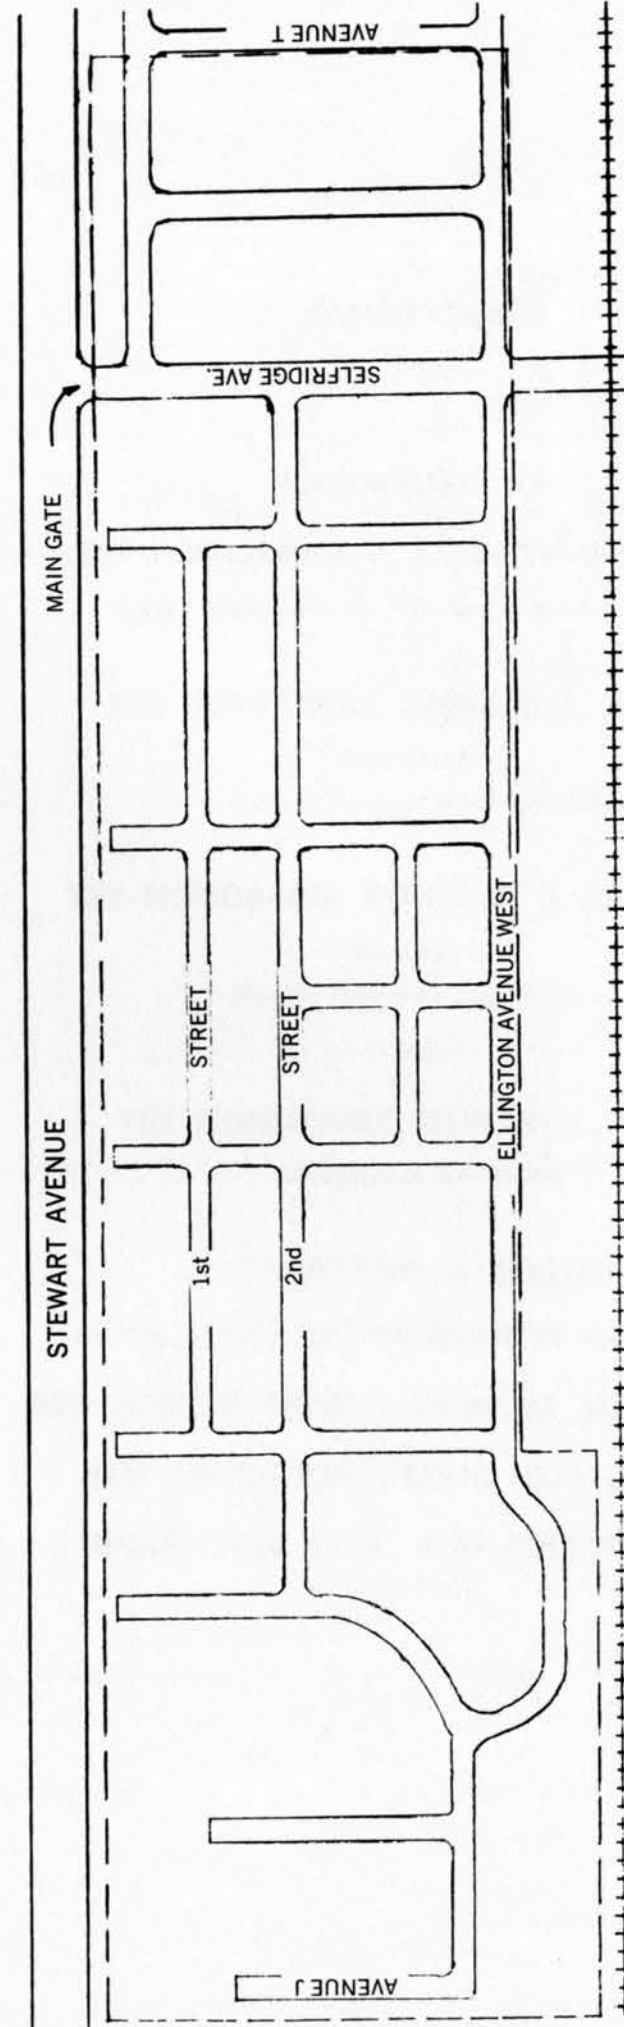 AVENUE T
SELFRIDGE AVE.
MAIN GATE
STEWART AVENUE
1st STREET
2nd STREET
ELLINGTON AVENUE WEST
AVENUE J